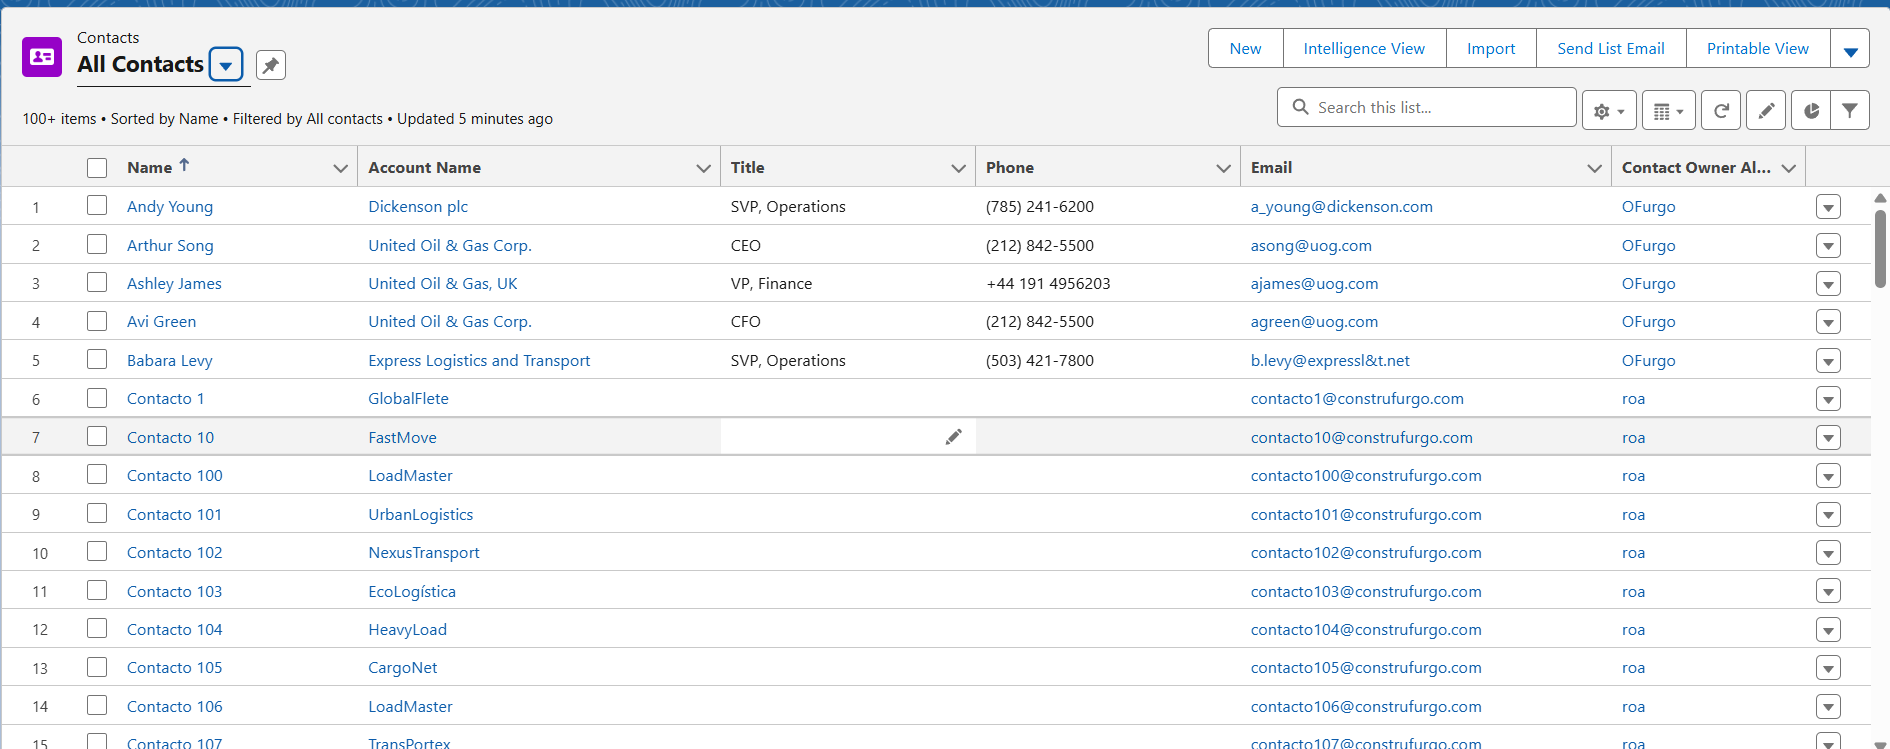 Contacts
All Contacts
New Intelligence View Import Send List Email Printable View
100+ items • Sorted by Name • Filtered by All contacts • Updated 5 minutes ago
Search this list...
Name Account Name Title Phone Email Contact Owner Al...
1 Andy Young Dickenson plc SVP, Operations (785) 241-6200 a_young@dickenson.com OFurgo
2 Arthur Song United Oil & Gas Corp. CEO (212) 842-5500 asong@uog.com OFurgo
3 Ashley James United Oil & Gas, UK VP, Finance +44 191 4956203 ajames@uog.com OFurgo
4 Avi Green United Oil & Gas Corp. CFO (212) 842-5500 agreen@uog.com OFurgo
5 Babara Levy Express Logistics and Transport SVP, Operations (503) 421-7800 b.levy@expressl&t.net OFurgo
6 Contacto 1 GlobalFlete contacto1@construfurgo.com roa
7 Contacto 10 FastMove contacto10@construfurgo.com roa
8 Contacto 100 LoadMaster contacto100@construfurgo.com roa
9 Contacto 101 UrbanLogistics contacto101@construfurgo.com roa
10 Contacto 102 NexusTransport contacto102@construfurgo.com roa
11 Contacto 103 EcoLogística contacto103@construfurgo.com roa
12 Contacto 104 HeavyLoad contacto104@construfurgo.com roa
13 Contacto 105 CargoNet contacto105@construfurgo.com roa
14 Contacto 106 LoadMaster contacto106@construfurgo.com roa
15 Contacto 107 TransPortex contacto107@construfurgo.com roa